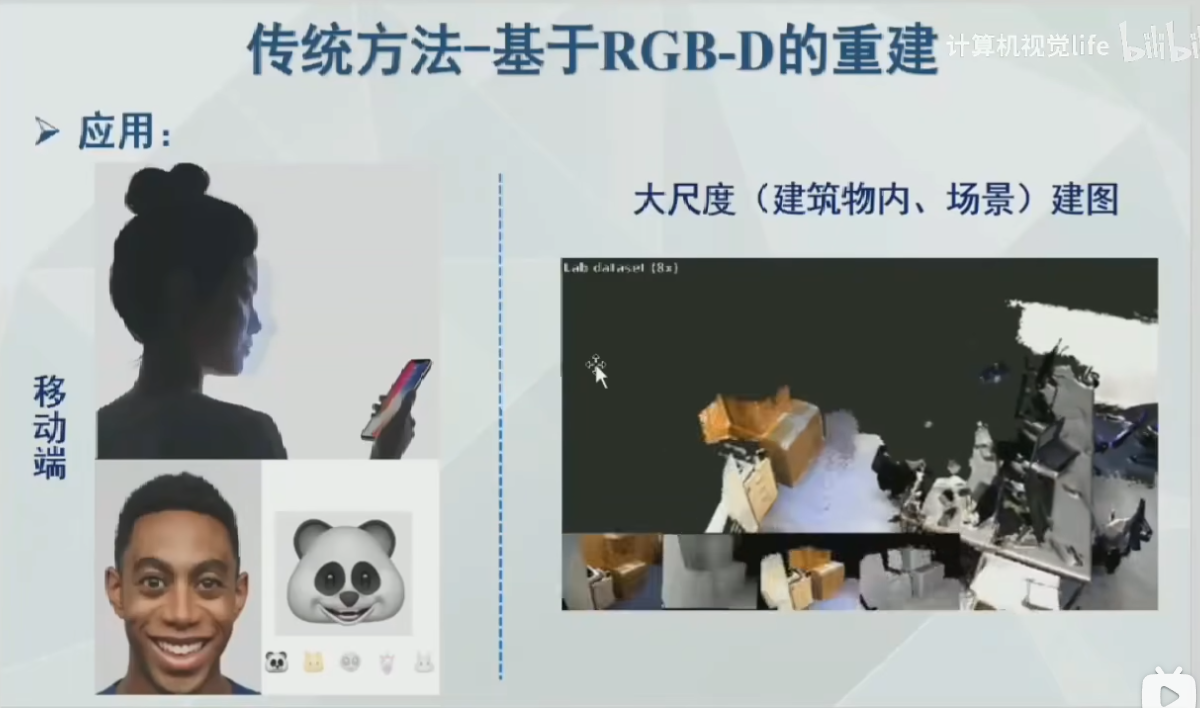 传统方法-基于RGB-D的重建
计算机视觉life
bilibili
应用：
大尺度（建筑物内、场景）建图
Lab dataset (8x)
移动端